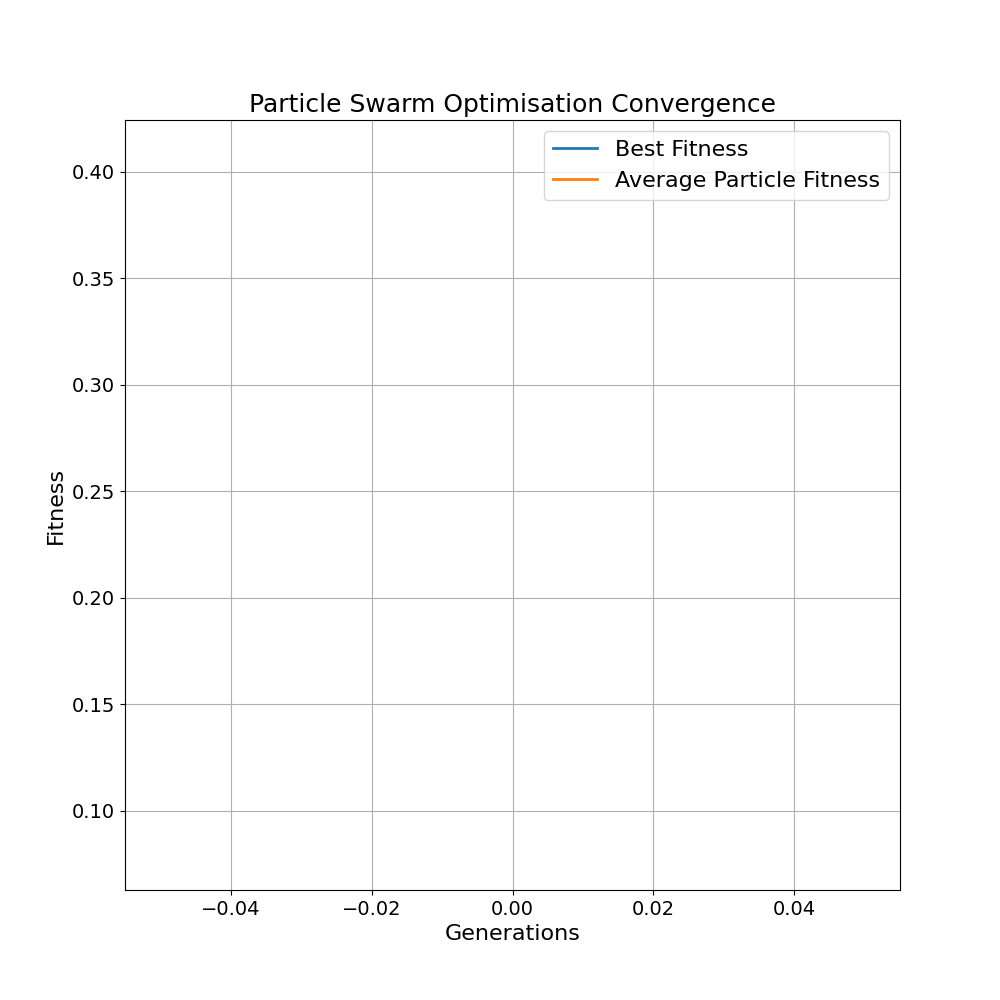 Particle Swarm Optimisation Convergence
Best Fitness
Average Particle Fitness
0.40
0.35
0.30
0.25
0.20
0.15
0.10
Fitness
−0.04
−0.02
0.00
0.02
0.04
Generations